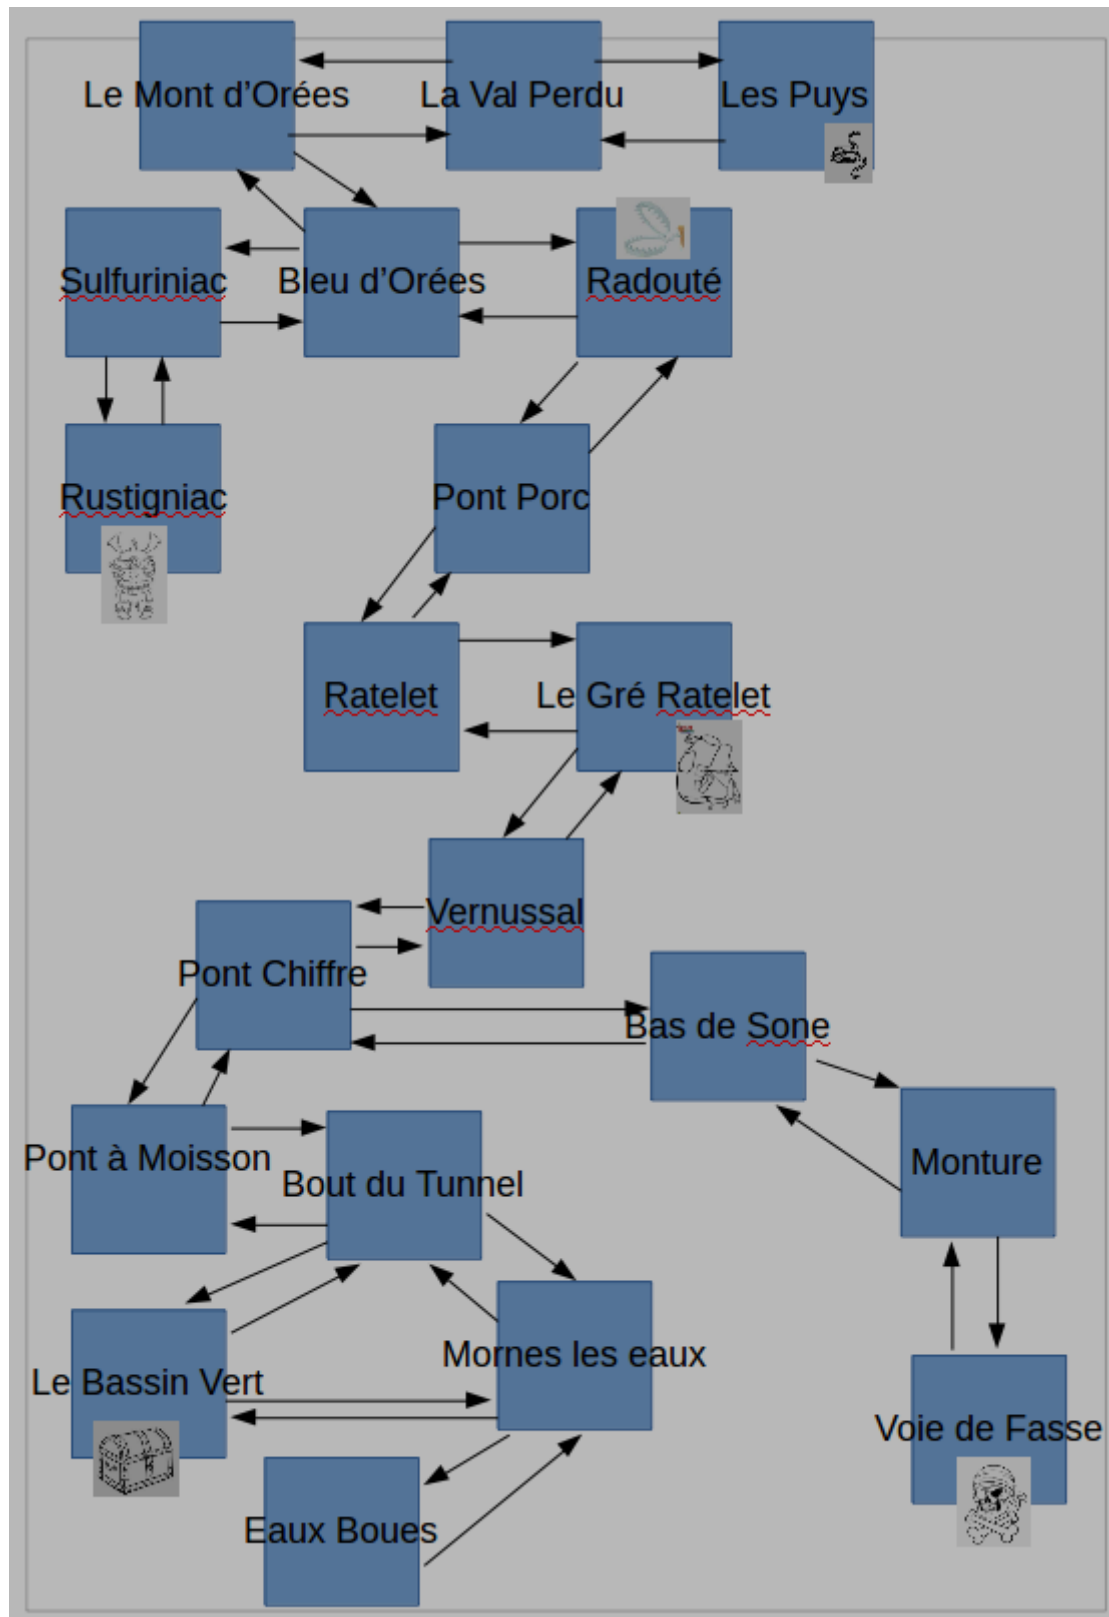 Le Mont d’Orées
La Val Perdu
Les Puys
Sulfuriniac
Bleu d’Orées
Radouté
Rustigniac
Pont Porc
Ratelet
Le Gré Ratelet
Vernussal
Pont Chiffre
Bas de Sone
Pont à Moisson
Bout du Tunnel
Monture
Mornes les eaux
Le Bassin Vert
Voie de Fasse
Eaux Boues